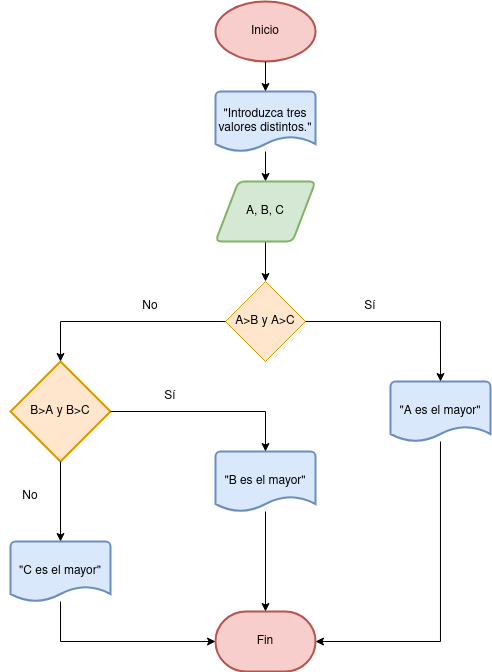 Inicio
"Introduzca tres
valores distintos."
A, B, C
No
A>B y A>C
Sí
B>A y B>C
Sí
"A es el mayor"
No
"B es el mayor"
"C es el mayor"
Fin